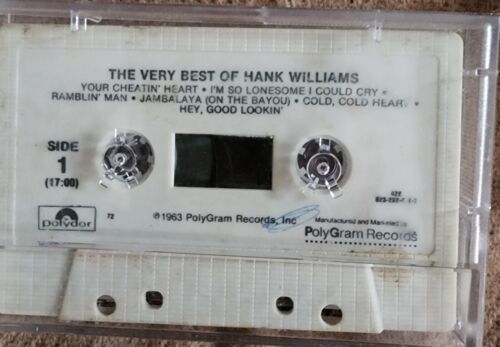 THE VERY BEST OF HANK WILLIAMS
YOUR CHEATIN' HEART • I'M SO LONESOME I COULD CRY •
RAMBLIN' MAN • JAMBALAYA (ON THE BAYOU) • COLD, COLD HEART •
HEY, GOOD LOOKIN'
SIDE
1
(17:00)
422
polydor
72
℗1963 PolyGram Records, Inc
Manufactured and Marketed by
PolyGram Records